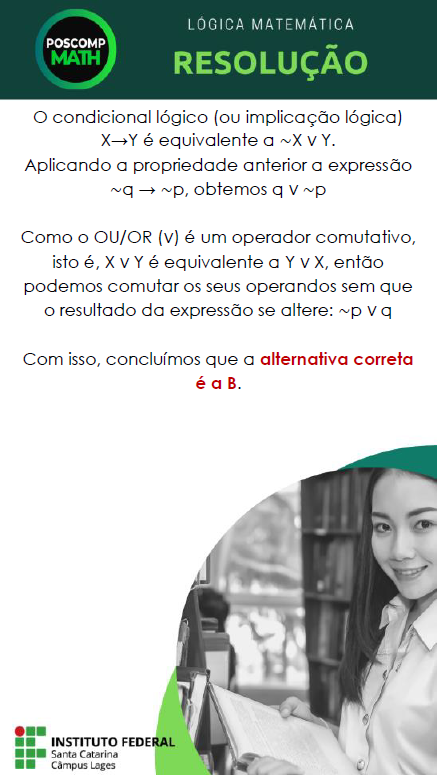 POSCOMP
MATH
LÓGICA MATEMÁTICA
RESOLUÇÃO
O condicional lógico (ou implicação lógica)
X→Y é equivalente a ~X v Y.
Aplicando a propriedade anterior a expressão
~q → ~p, obtemos q v ~p
Como o OU/OR (v) é um operador comutativo,
isto é, X v Y é equivalente a Y v X, então
podemos comutar os seus operandos sem que
o resultado da expressão se altere: ~p v q
Com isso, concluímos que a alternativa correta
é a B.
INSTITUTO FEDERAL
Santa Catarina
Câmpus Lages